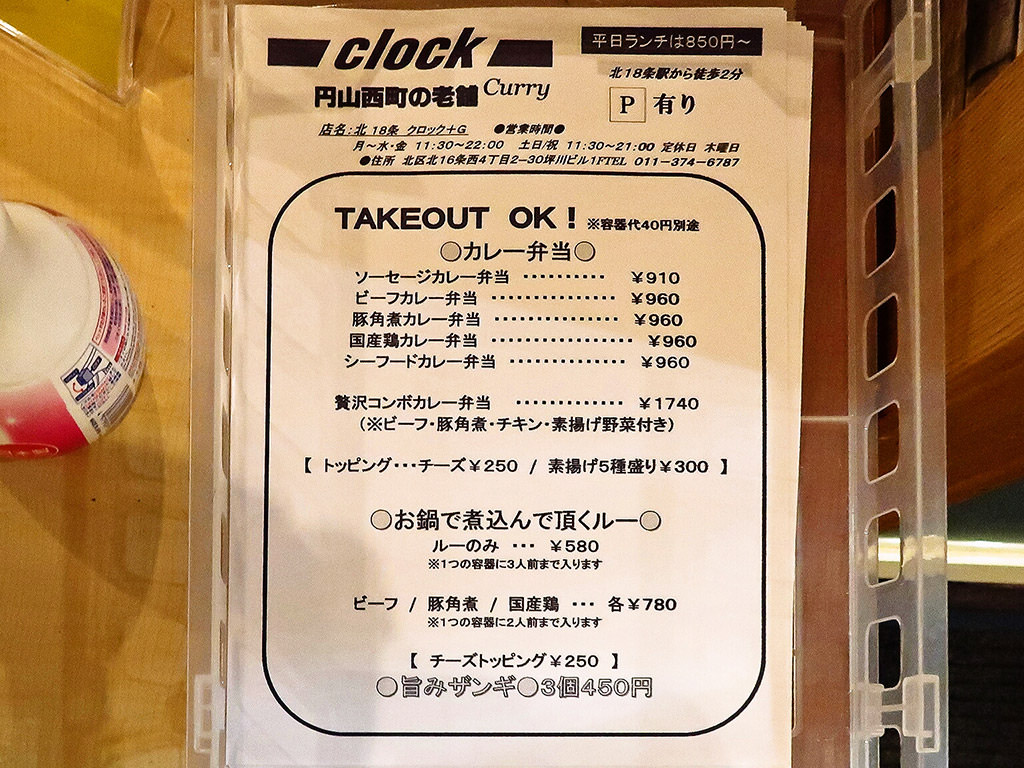 clock
平日ランチは850円～
円山西町の老舗 Curry
北18条駅から徒歩2分
P 有り
店名：北 18条 クロック＋G ●営業時間●
月～水・金 11：30～22：00 土日/祝 11：30～21：00 定休日 木曜日
●住所 北区北16条西4丁目2－30坪川ビル1FTEL 011－374－6787
TAKEOUT OK！ ※容器代40円別途
○カレー弁当○
ソーセージカレー弁当 ‥‥‥‥‥ ￥910
ビーフカレー弁当 ‥‥‥‥‥‥‥ ￥960
豚角煮カレー弁当 ‥‥‥‥‥‥‥ ￥960
国産鶏カレー弁当 ‥‥‥‥‥‥‥‥ ￥960
シーフードカレー弁当 ‥‥‥‥‥‥ ￥960
贅沢コンボカレー弁当 ‥‥‥‥‥‥ ￥1740
（※ビーフ・豚角煮・チキン・素揚げ野菜付き）
【 トッピング・・・チーズ￥250 / 素揚げ5種盛り￥300 】
○お鍋で煮込んで頂くルー○
ルーのみ ・・・ ￥580
※1つの容器に3人前まで入ります
ビーフ / 豚角煮 / 国産鶏 ・・・ 各￥780
※1つの容器に2人前まで入ります
【 チーズトッピング￥250 】
○旨みザンギ○3個450円